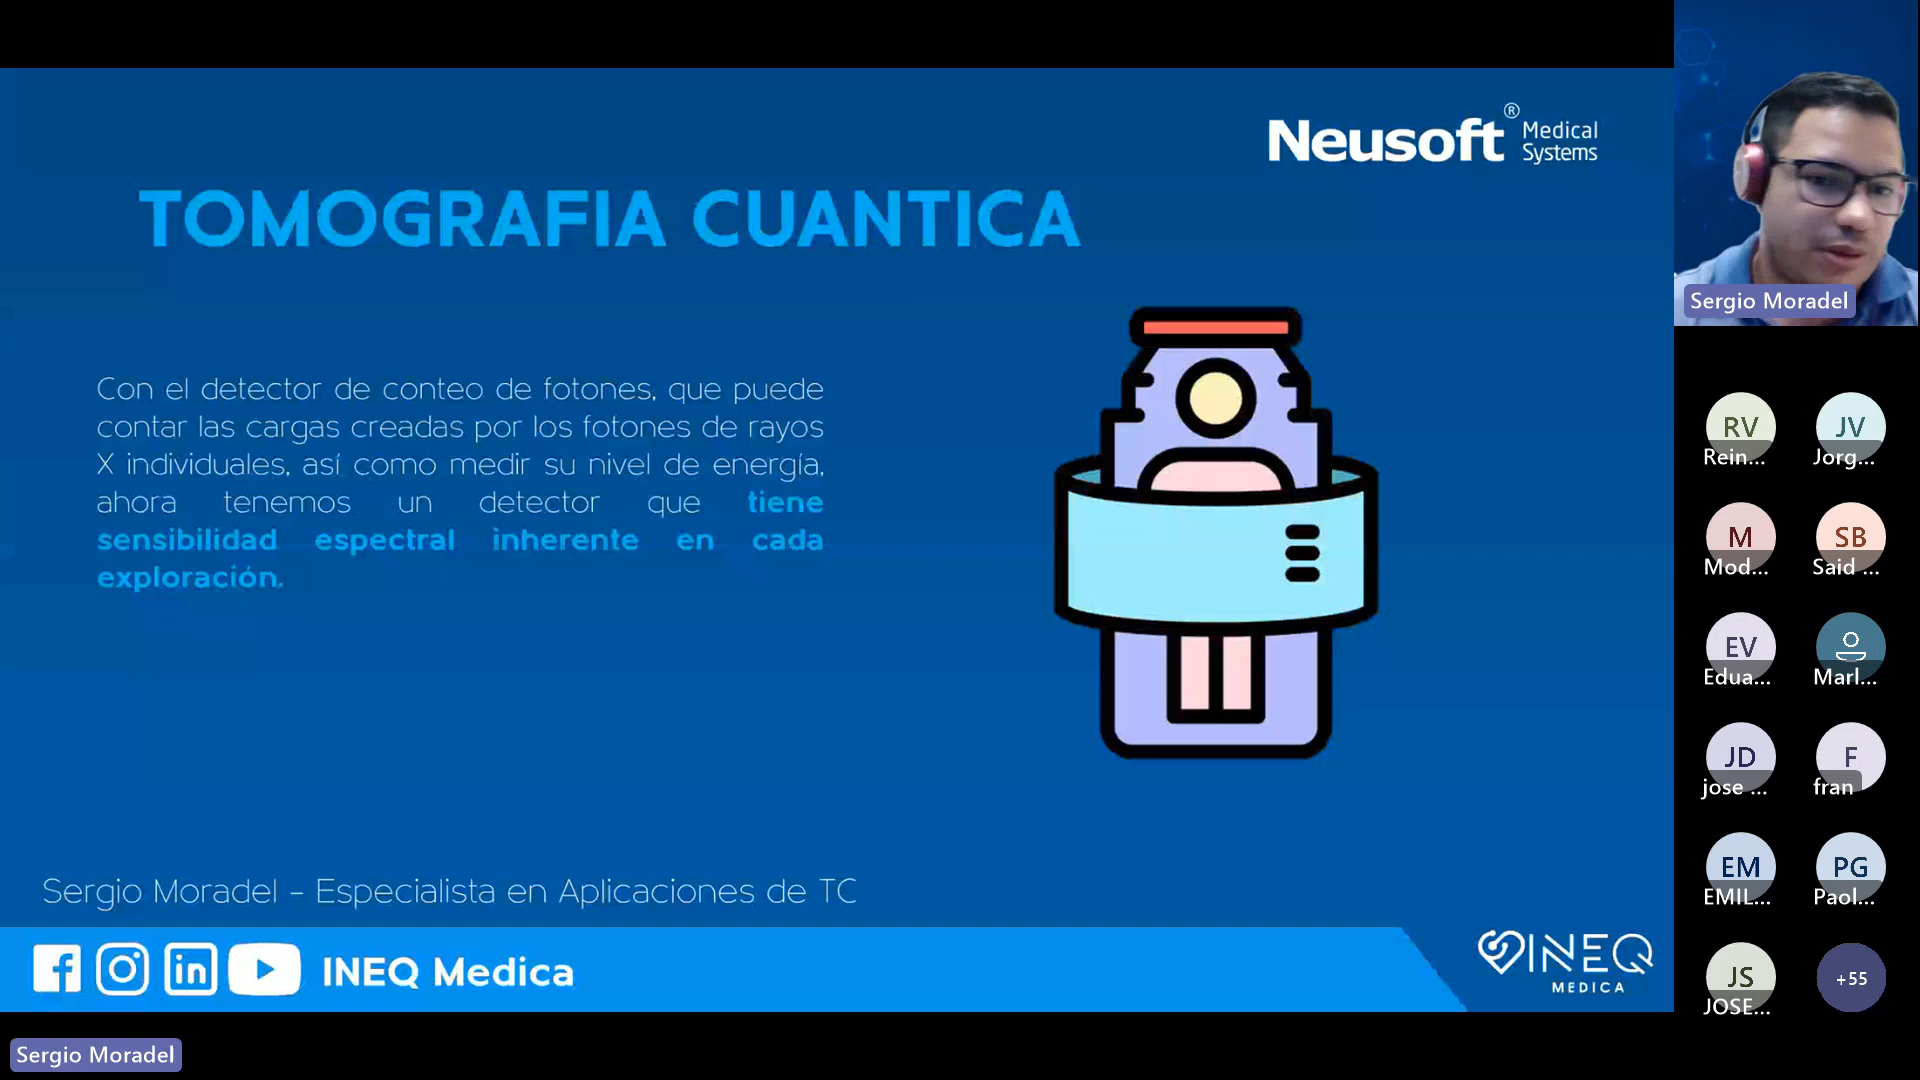 Neusoft® Medical
Systems
TOMOGRAFIA CUANTICA
Con el detector de conteo de fotones, que puede
contar las cargas creadas por los fotones de rayos
X individuales, así como medir su nivel de energía,
ahora tenemos un detector que tiene
sensibilidad espectral inherente en cada
exploración.
Sergio Moradel - Especialista en Aplicaciones de TC
INEQ Medica
INEQ
MEDICA
Sergio Moradel
Sergio Moradel
RV
Rein...
JV
Jorg...
M
Mod...
SB
Said ...
EV
Edua...
Marl...
JD
jose ...
F
fran
EM
EMIL...
PG
Paol...
JS
JOSE...
+55